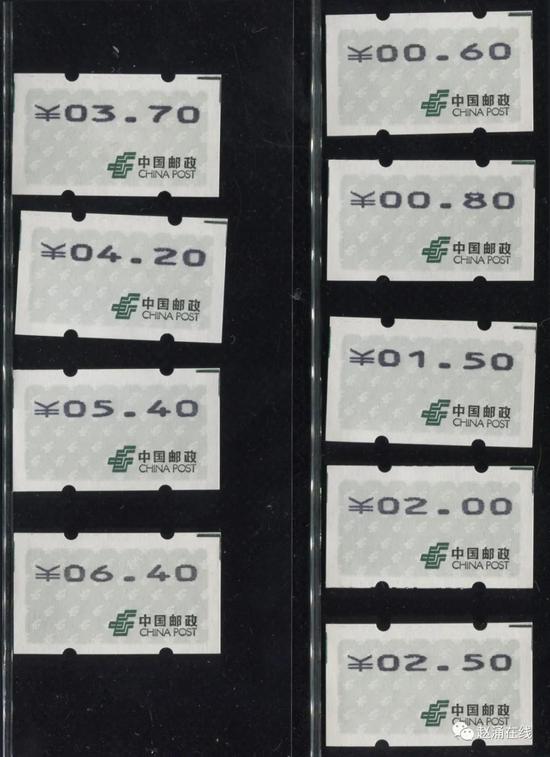 ¥03.70
中国邮政
CHINA POST
¥04.20
中国邮政
CHINA POST
¥05.40
中国邮政
CHINA POST
¥06.40
中国邮政
CHINA POST
¥00.60
中国邮政
CHINA POST
¥00.80
中国邮政
CHINA POST
¥01.50
中国邮政
CHINA POST
¥02.00
中国邮政
CHINA POST
¥02.50
中国邮政
CHINA POST
赵涌在线